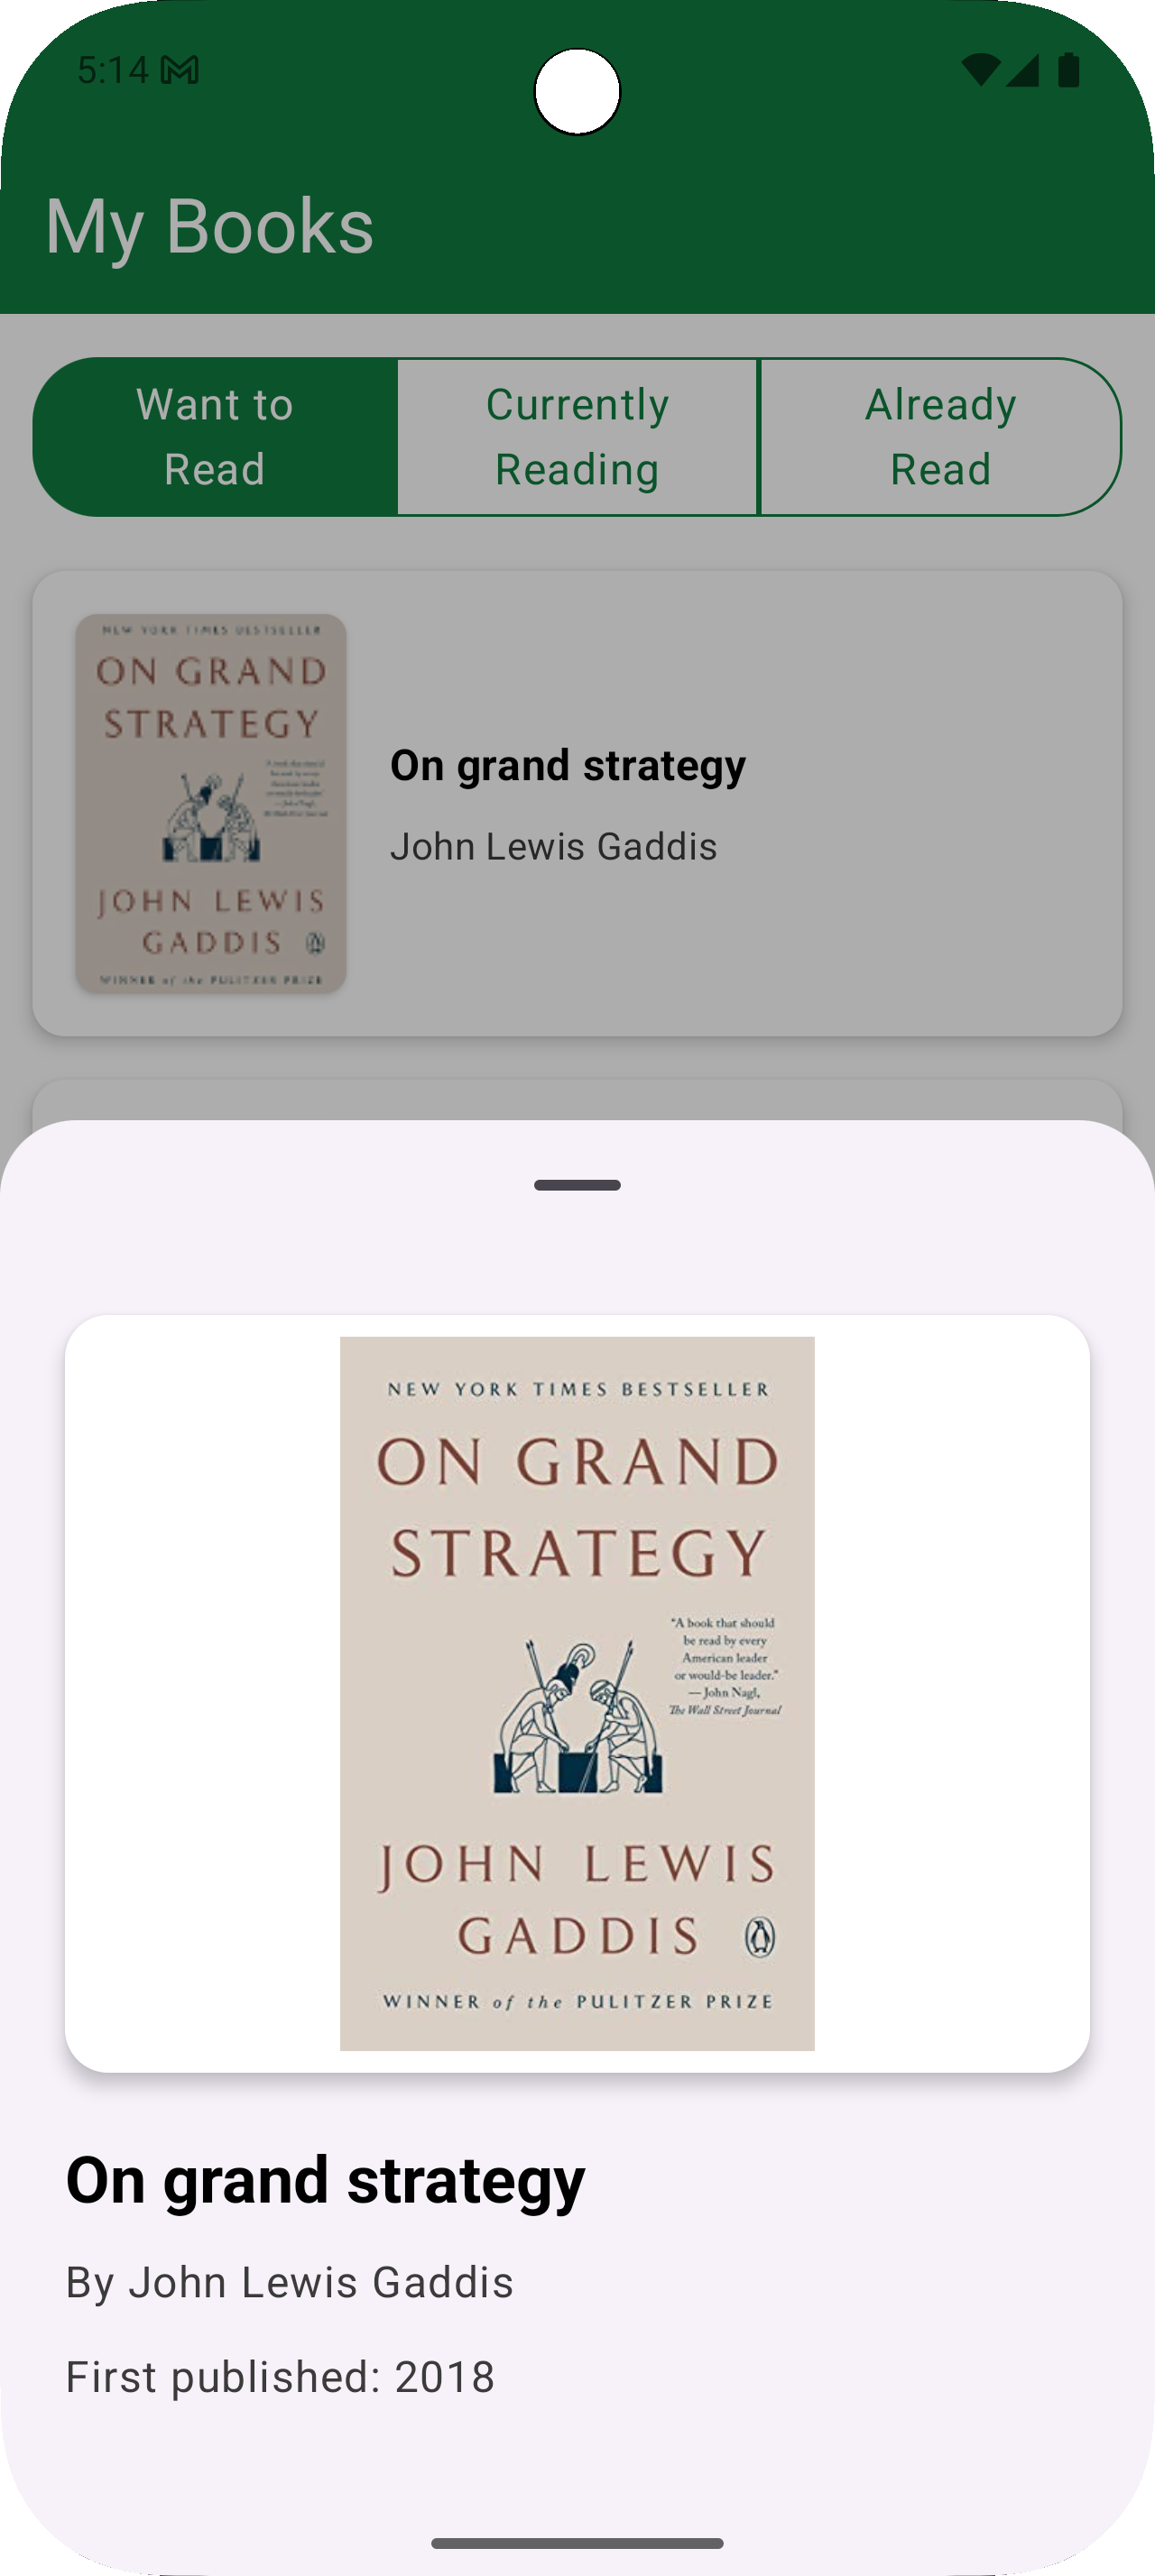 5:14
My Books
Want to
Read
Currently
Reading
Already
Read
NEW YORK TIMES BESTSELLER
ON GRAND
STRATEGY
JOHN LEWIS
GADDIS
WINNER of the PULITZER PRIZE
On grand strategy
John Lewis Gaddis
NEW YORK TIMES BESTSELLER
ON GRAND
STRATEGY
"A book that should
be read by every
American leader
or would-be leader."
—John Nagl,
The Wall Street Journal
JOHN LEWIS
GADDIS
WINNER of the PULITZER PRIZE
On grand strategy
By John Lewis Gaddis
First published: 2018